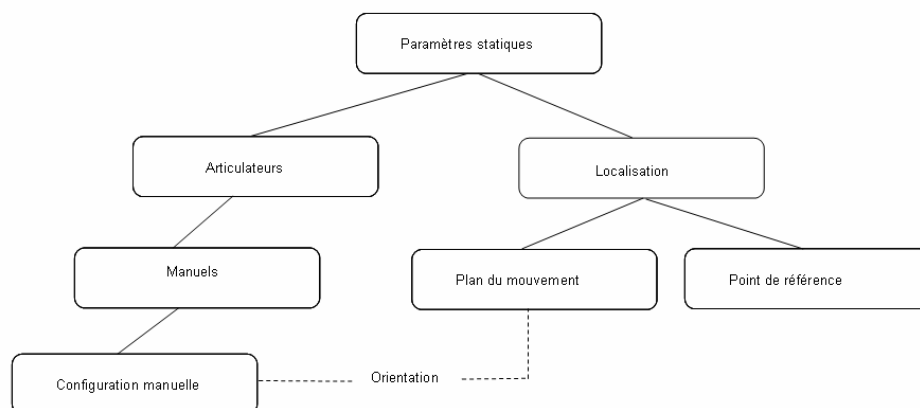 Paramètres statiques
Articulateurs
Localisation
Manuels
Plan du mouvement
Point de référence
Configuration manuelle
Orientation